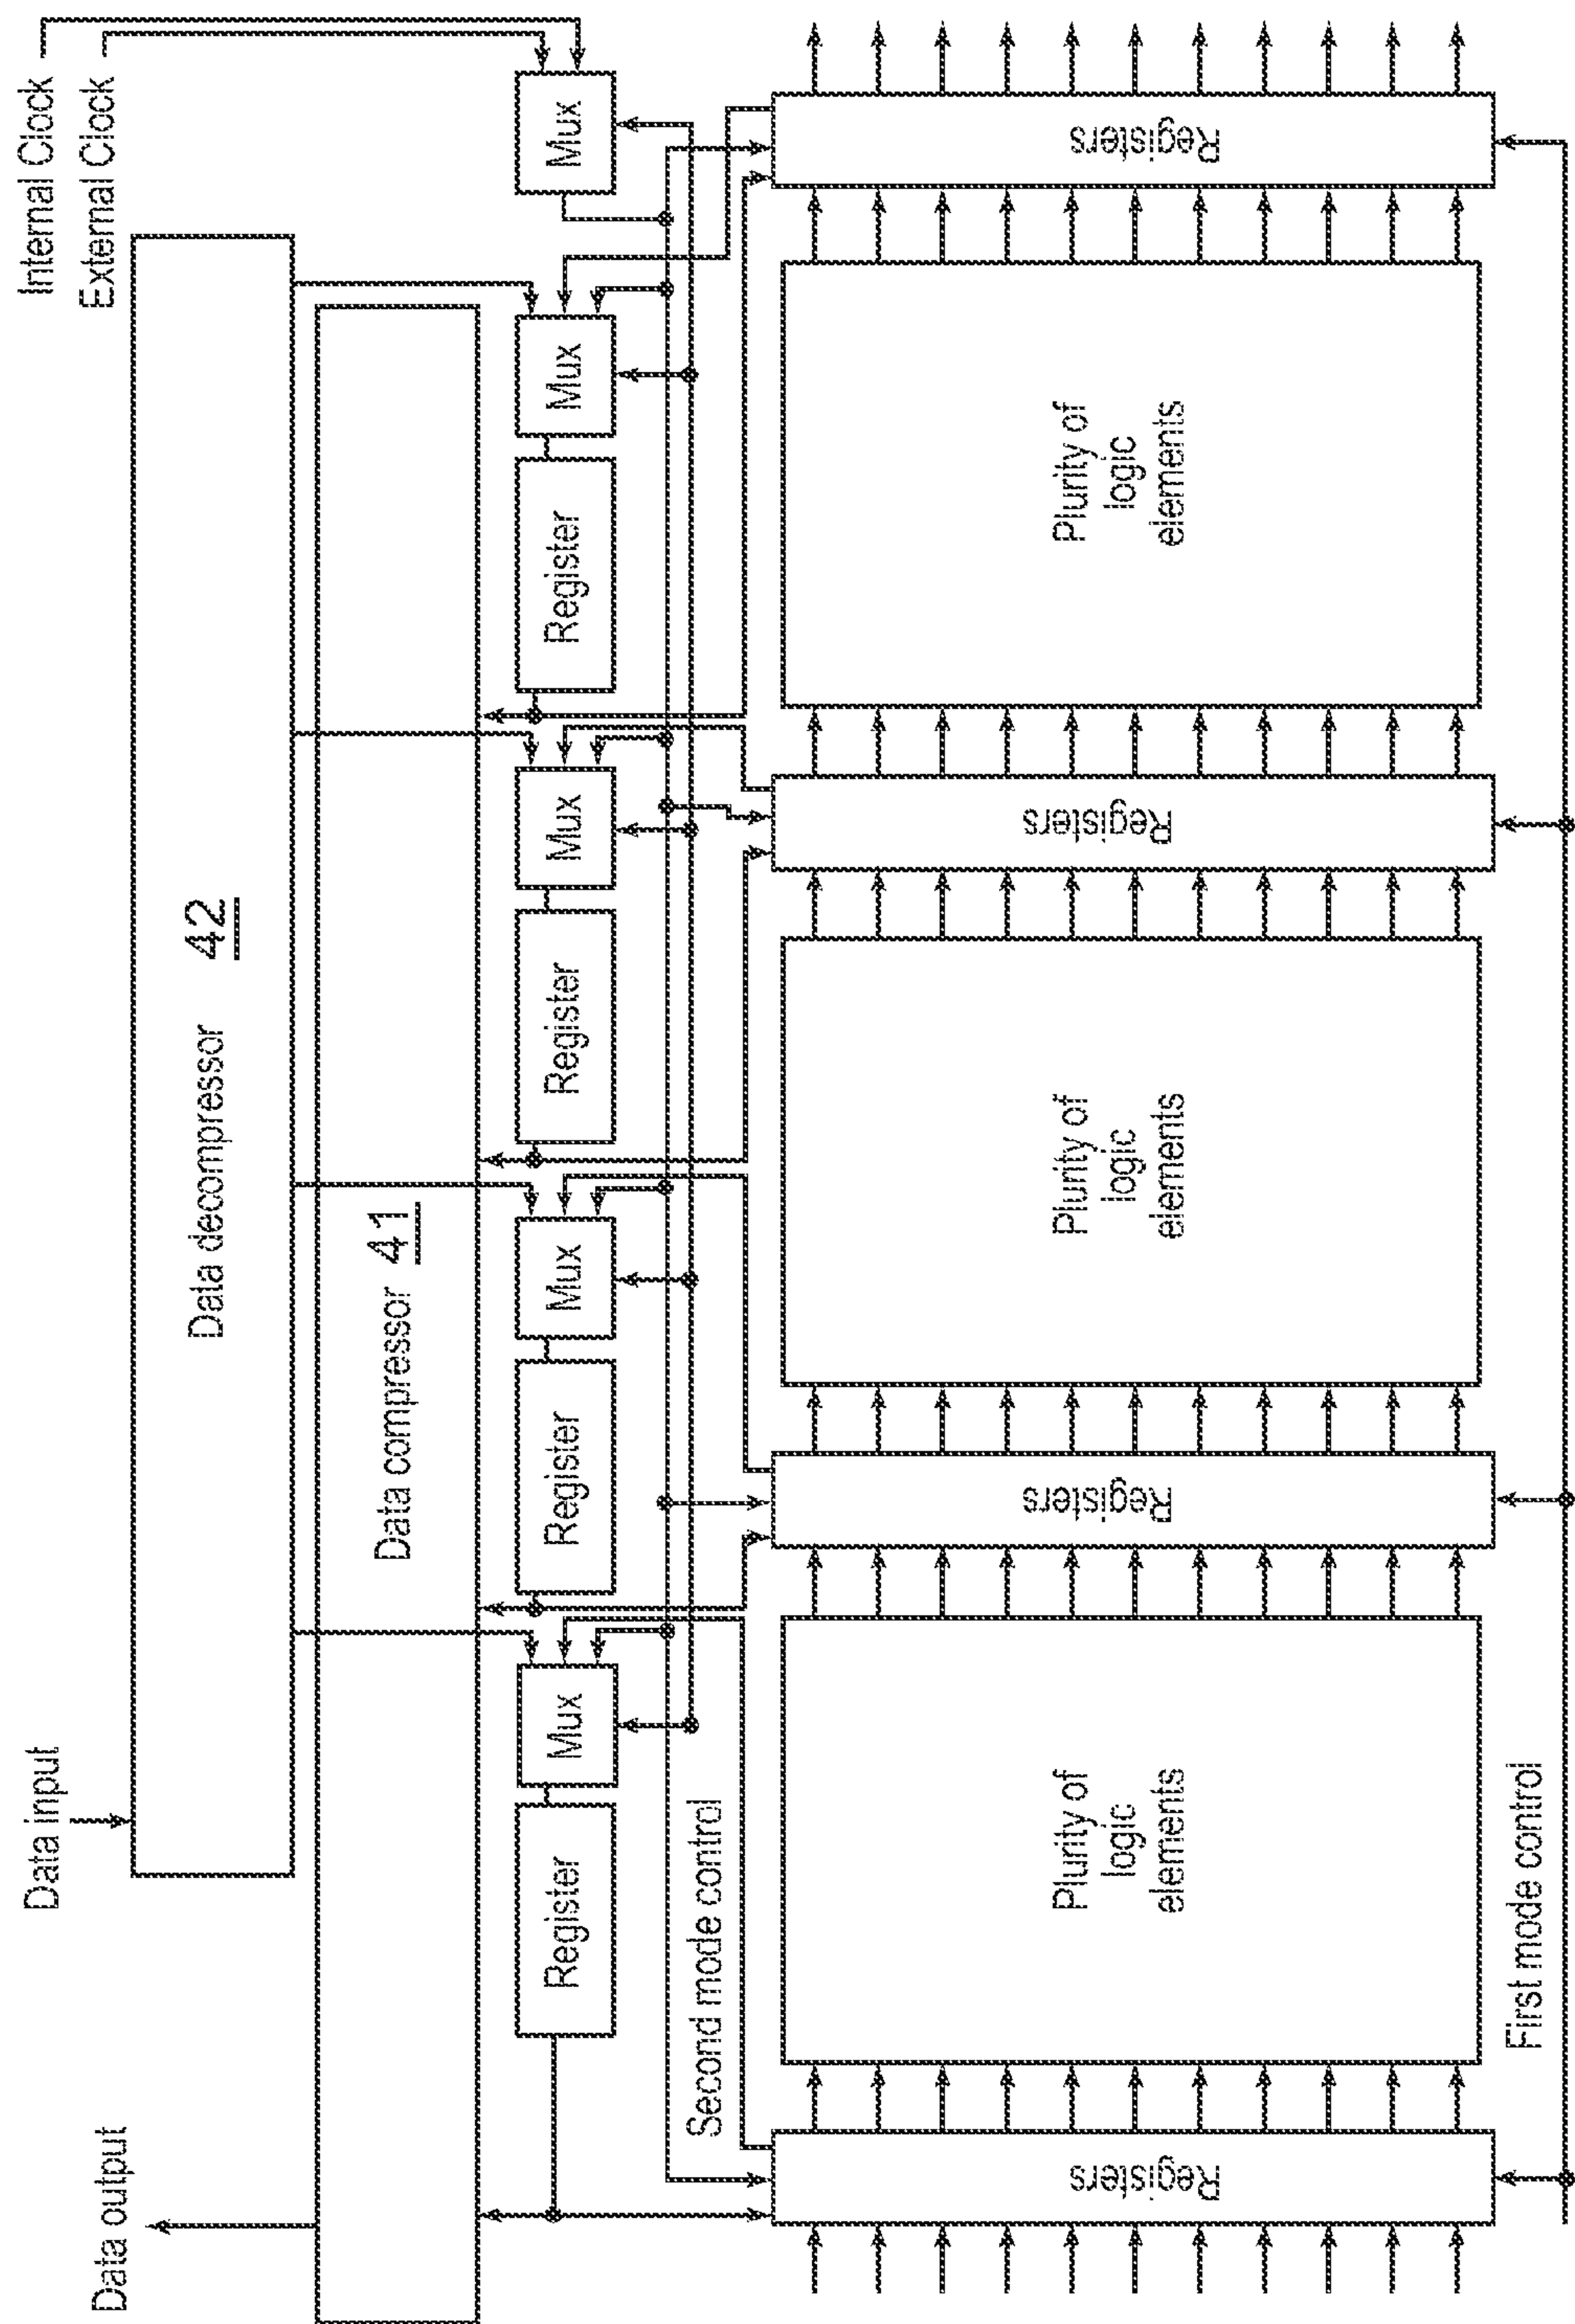 Internal Clock
External Clock
Data input
Data output
Data decompressor 42
Data compressor 41
Mux
Mux
Register
Mux
Register
Mux
Register
Mux
Register
Second mode control
Registers
Plurity of
logic
elements
Registers
Plurity of
logic
elements
Registers
Plurity of
logic
elements
Registers
First mode control